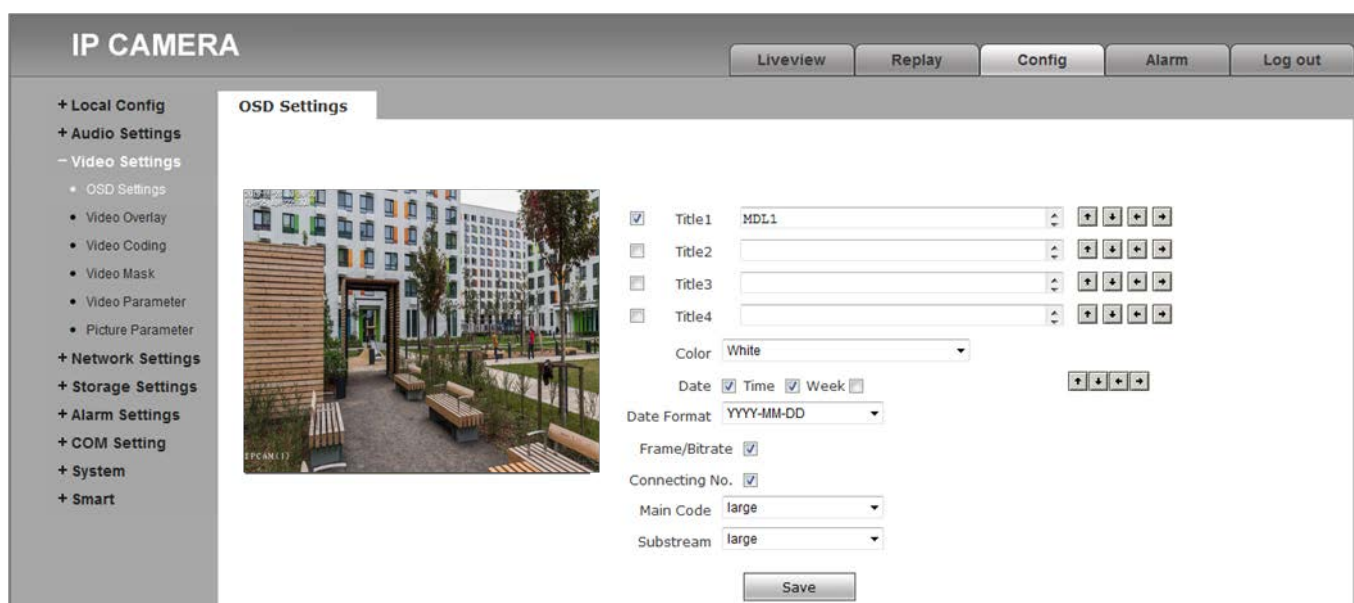 IP CAMERA
Liveview
Replay
Config
Alarm
Log out
+ Local Config
+ Audio Settings
− Video Settings
• OSD Settings
• Video Overlay
• Video Coding
• Video Mask
• Video Parameter
• Picture Parameter
+ Network Settings
+ Storage Settings
+ Alarm Settings
+ COM Setting
+ System
+ Smart
OSD Settings
IPCAM(1)
Title1 MDL1
Title2
Title3
Title4
Color White
Date Time Week
Date Format YYYY-MM-DD
Frame/Bitrate
Connecting No.
Main Code large
Substream large
Save